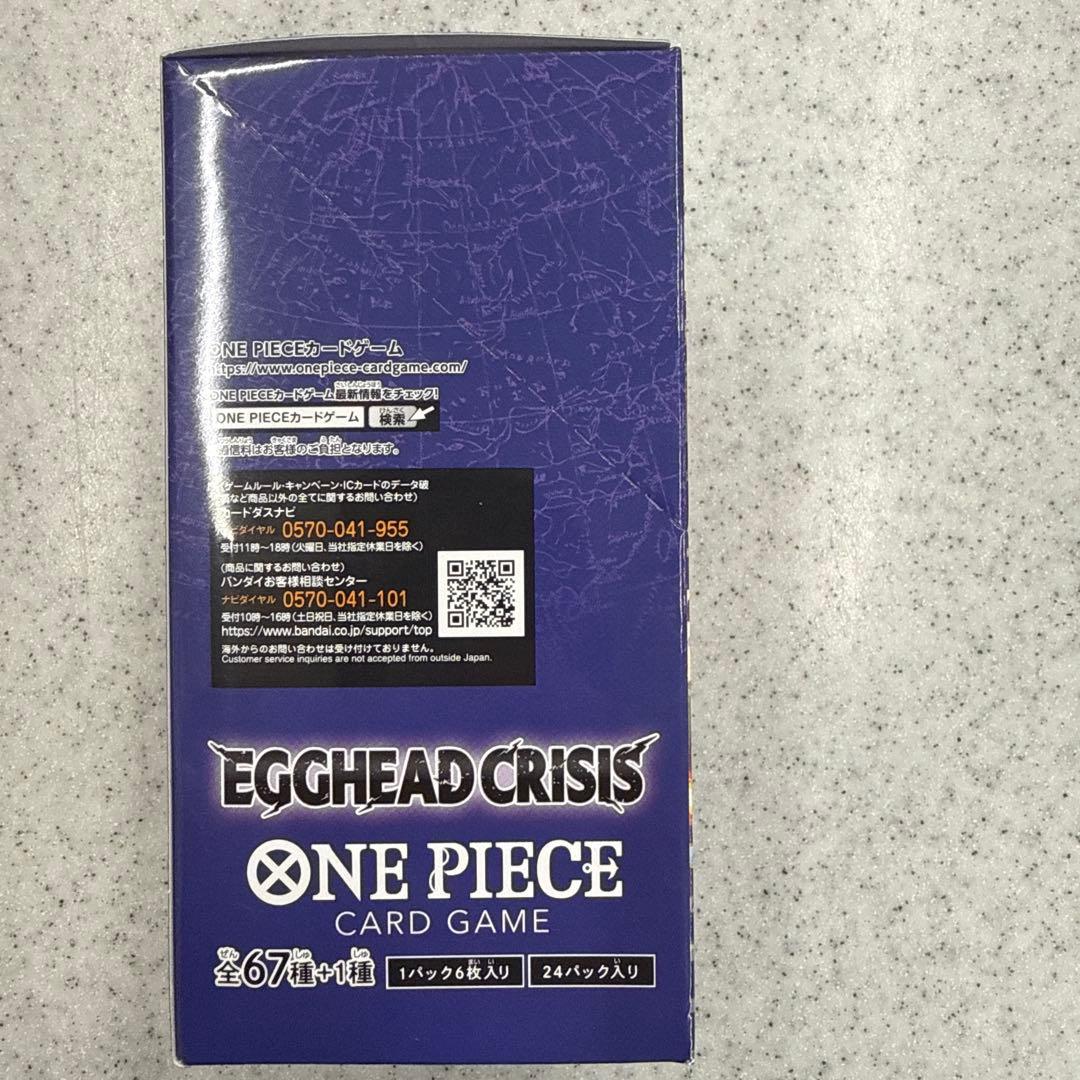 ONE PIECEカードゲーム
https://www.onepiece-cardgame.com/
ONE PIECEカードゲーム最新情報をチェック!
ONE PIECEカードゲーム 検索
通信料はお客様のご負担となります。
(ゲームルール・キャンペーン・ICカードのデータ破
損など商品以外の全てに関するお問い合わせ)
カードダスナビ
ナビダイヤル 0570-041-955
受付11時~18時(火曜日、当社指定休業日を除く)
(商品に関するお問い合わせ)
バンダイお客様相談センター
ナビダイヤル 0570-041-101
受付10時~16時(土日祝日、当社指定休業日を除く)
https://www.bandai.co.jp/support/top
海外からのお問い合わせは受け付けておりません。
Customer service inquiries are not accepted from outside Japan.
EGGHEAD CRISIS
ONE PIECE
CARD GAME
全67種+1種 1パック6枚入り 24パック入り